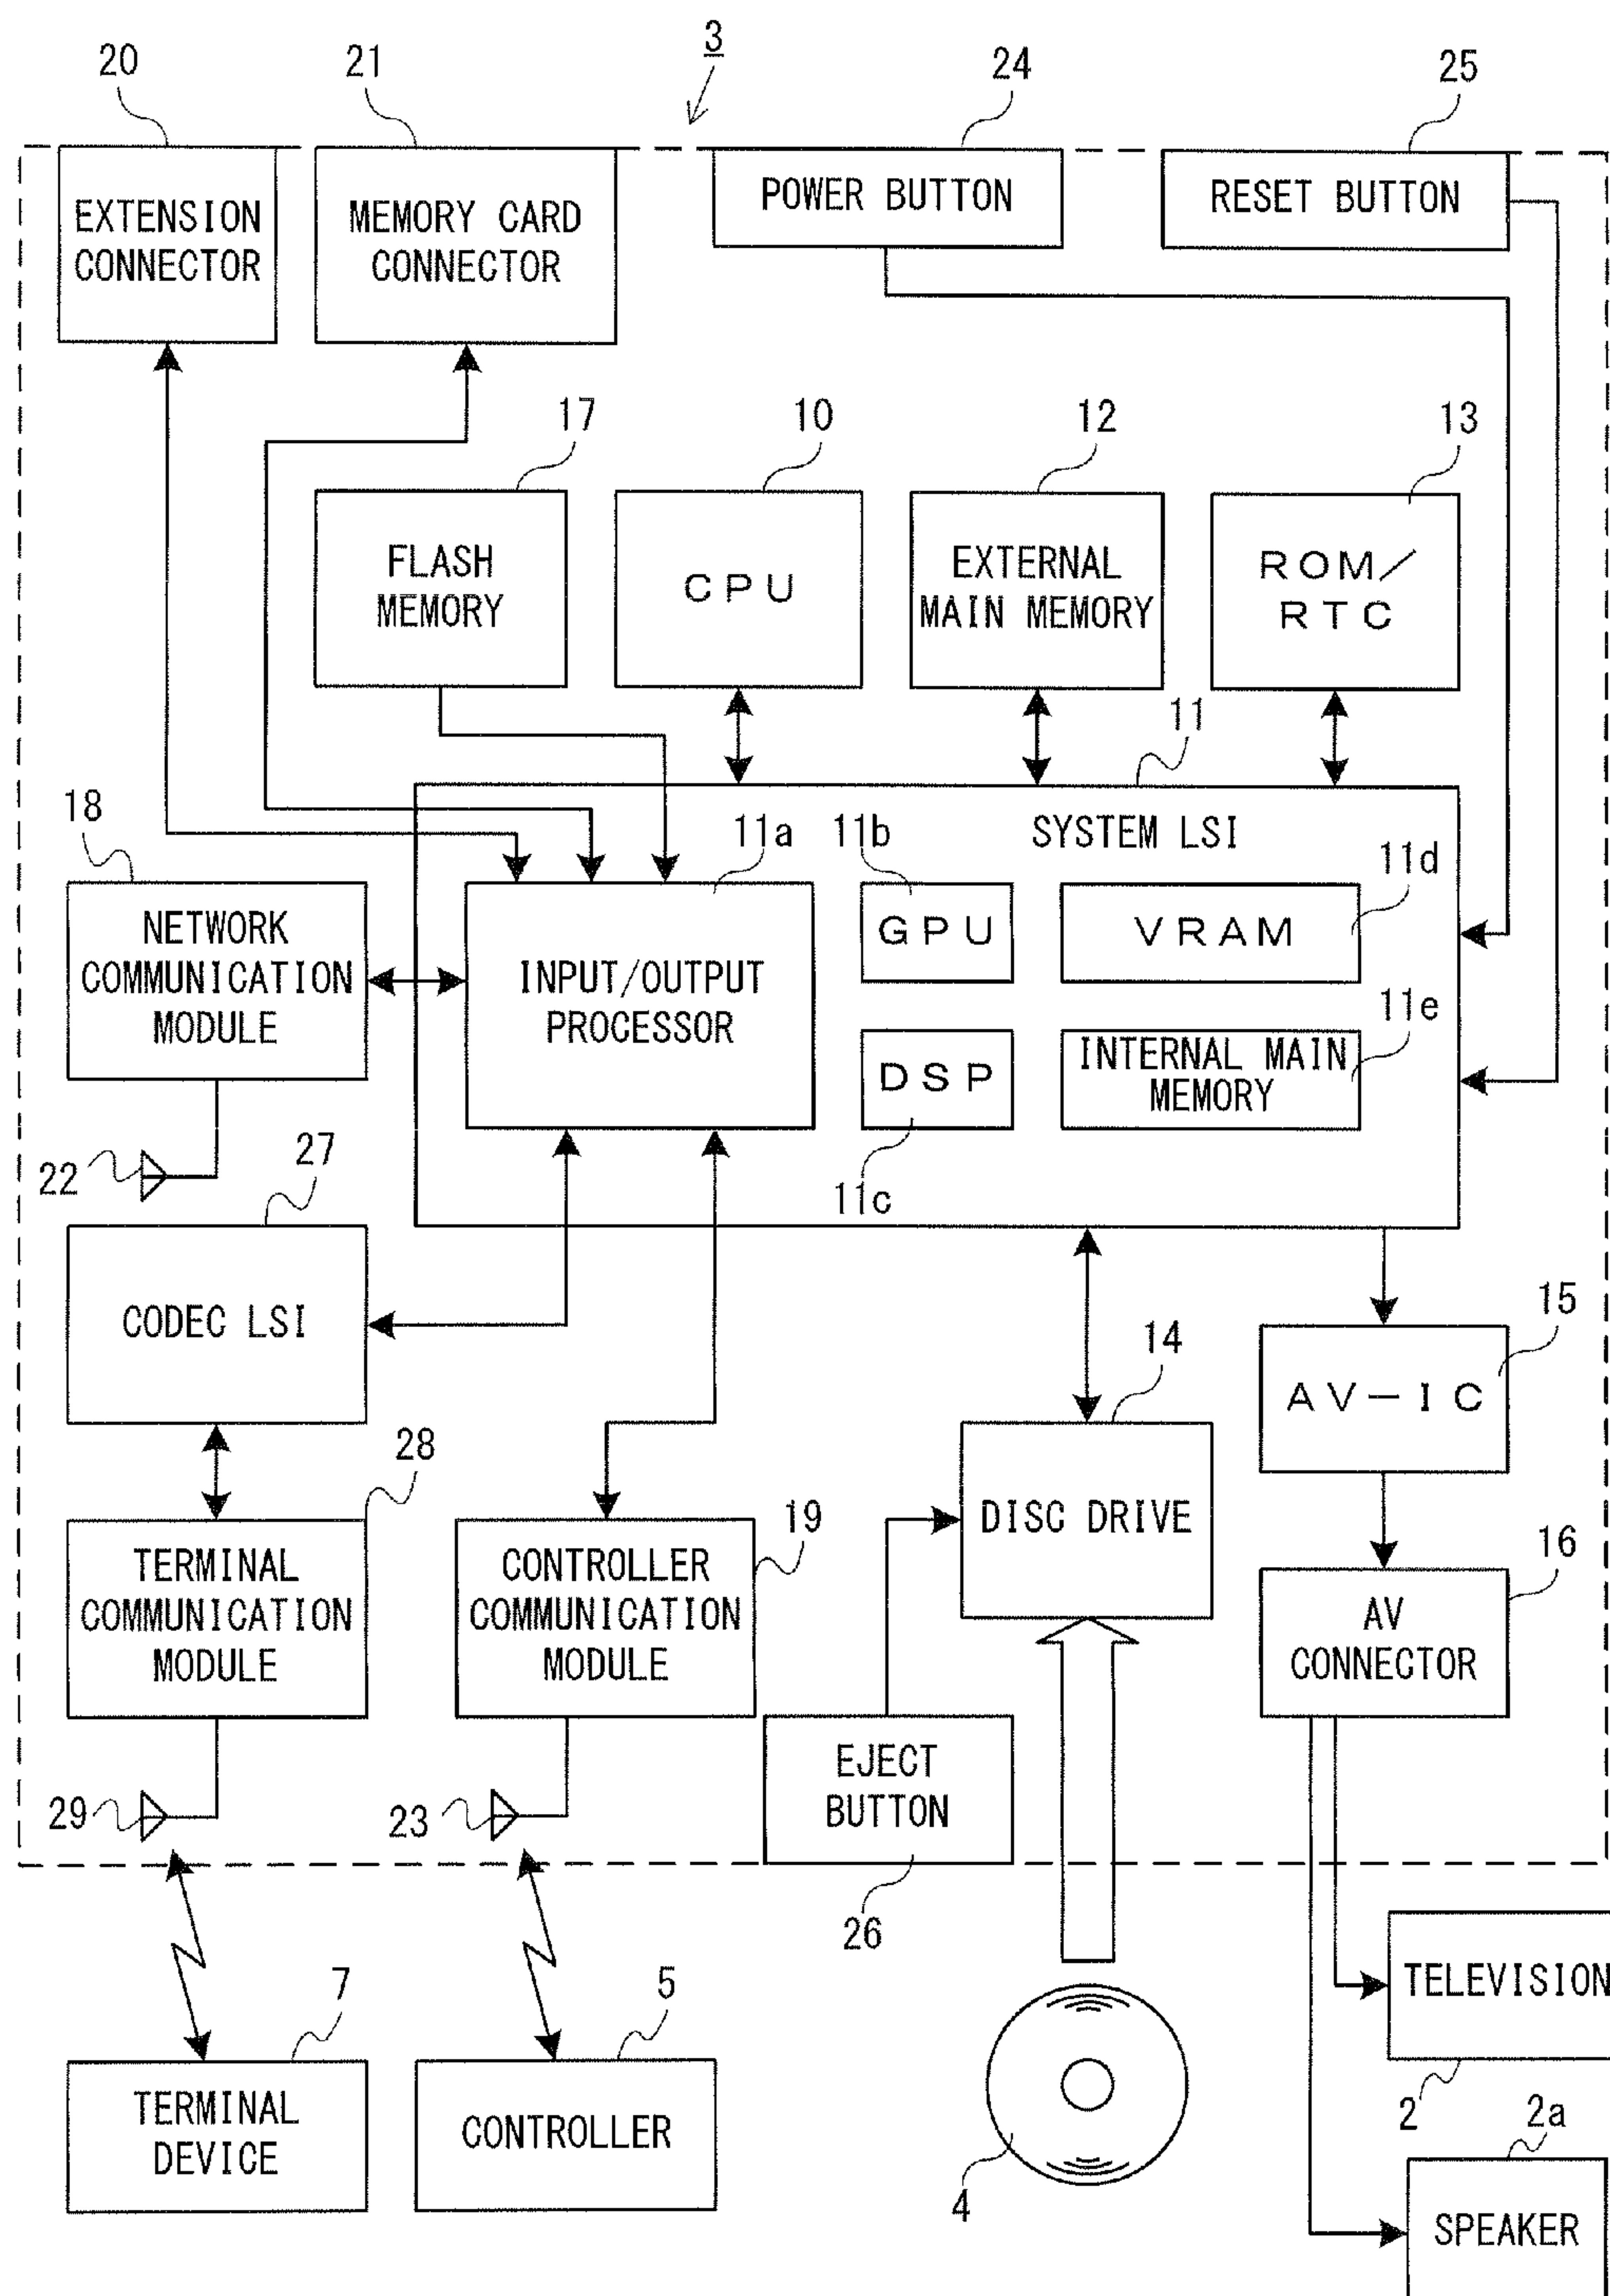 3
20
21
24
25
EXTENSION
CONNECTOR
MEMORY CARD
CONNECTOR
POWER BUTTON
RESET BUTTON
17
10
12
13
FLASH
MEMORY
CPU
EXTERNAL
MAIN MEMORY
ROM/
RTC
11
SYSTEM LSI
18
11a
11b
11d
NETWORK
COMMUNICATION
MODULE
INPUT/OUTPUT
PROCESSOR
GPU
VRAM
11e
DSP
INTERNAL MAIN
MEMORY
11c
22
27
CODEC LSI
14
15
AV-IC
28
TERMINAL
COMMUNICATION
MODULE
19
CONTROLLER
COMMUNICATION
MODULE
DISC DRIVE
16
AV
CONNECTOR
29
23
EJECT
BUTTON
26
7
5
TERMINAL
DEVICE
CONTROLLER
4
TELEVISION
2
2a
SPEAKER